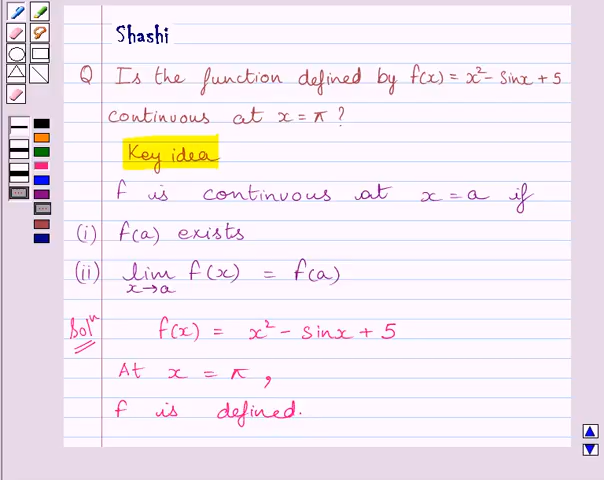 Shashi
Q Is the function defined by f(x) = x² - sinx + 5
continuous at x = π ?
Key idea
f is continuous at x = a if
(i) f(a) exists
(ii) lim f(x) = f(a)
x→a
Solⁿ f(x) = x² - sinx + 5
At x = π ,
f is defined.